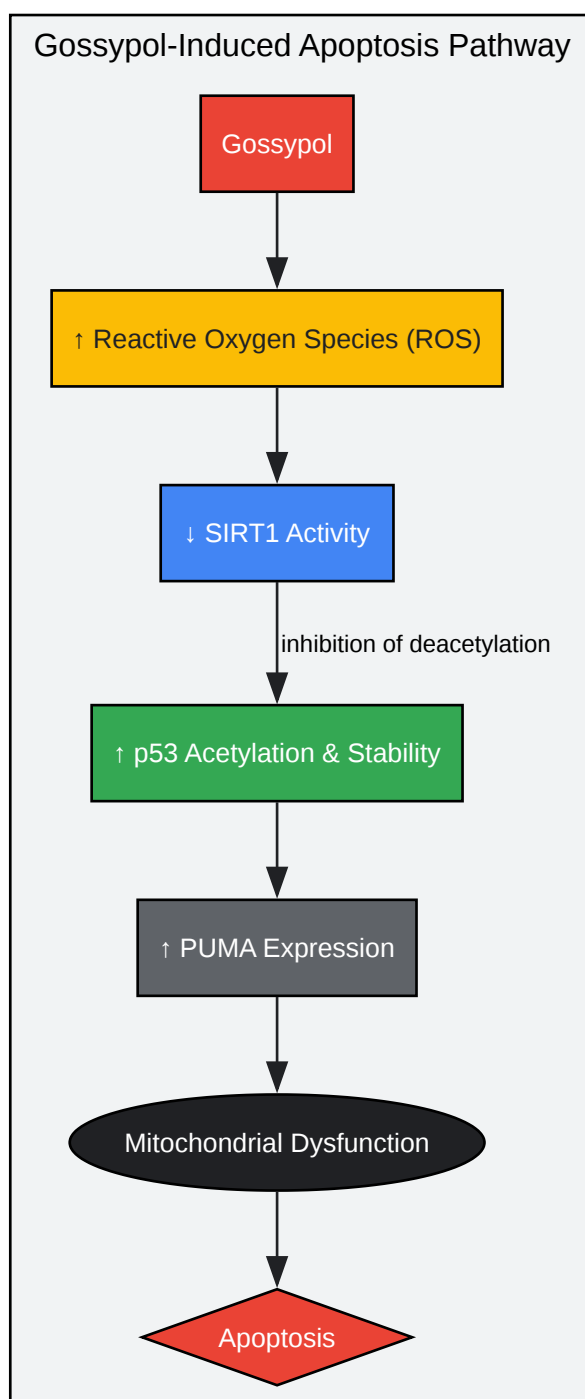 Gossypol-Induced Apoptosis Pathway
Gossypol
↑ Reactive Oxygen Species (ROS)
↓ SIRT1 Activity
inhibition of deacetylation
↑ p53 Acetylation & Stability
↑ PUMA Expression
Mitochondrial Dysfunction
Apoptosis